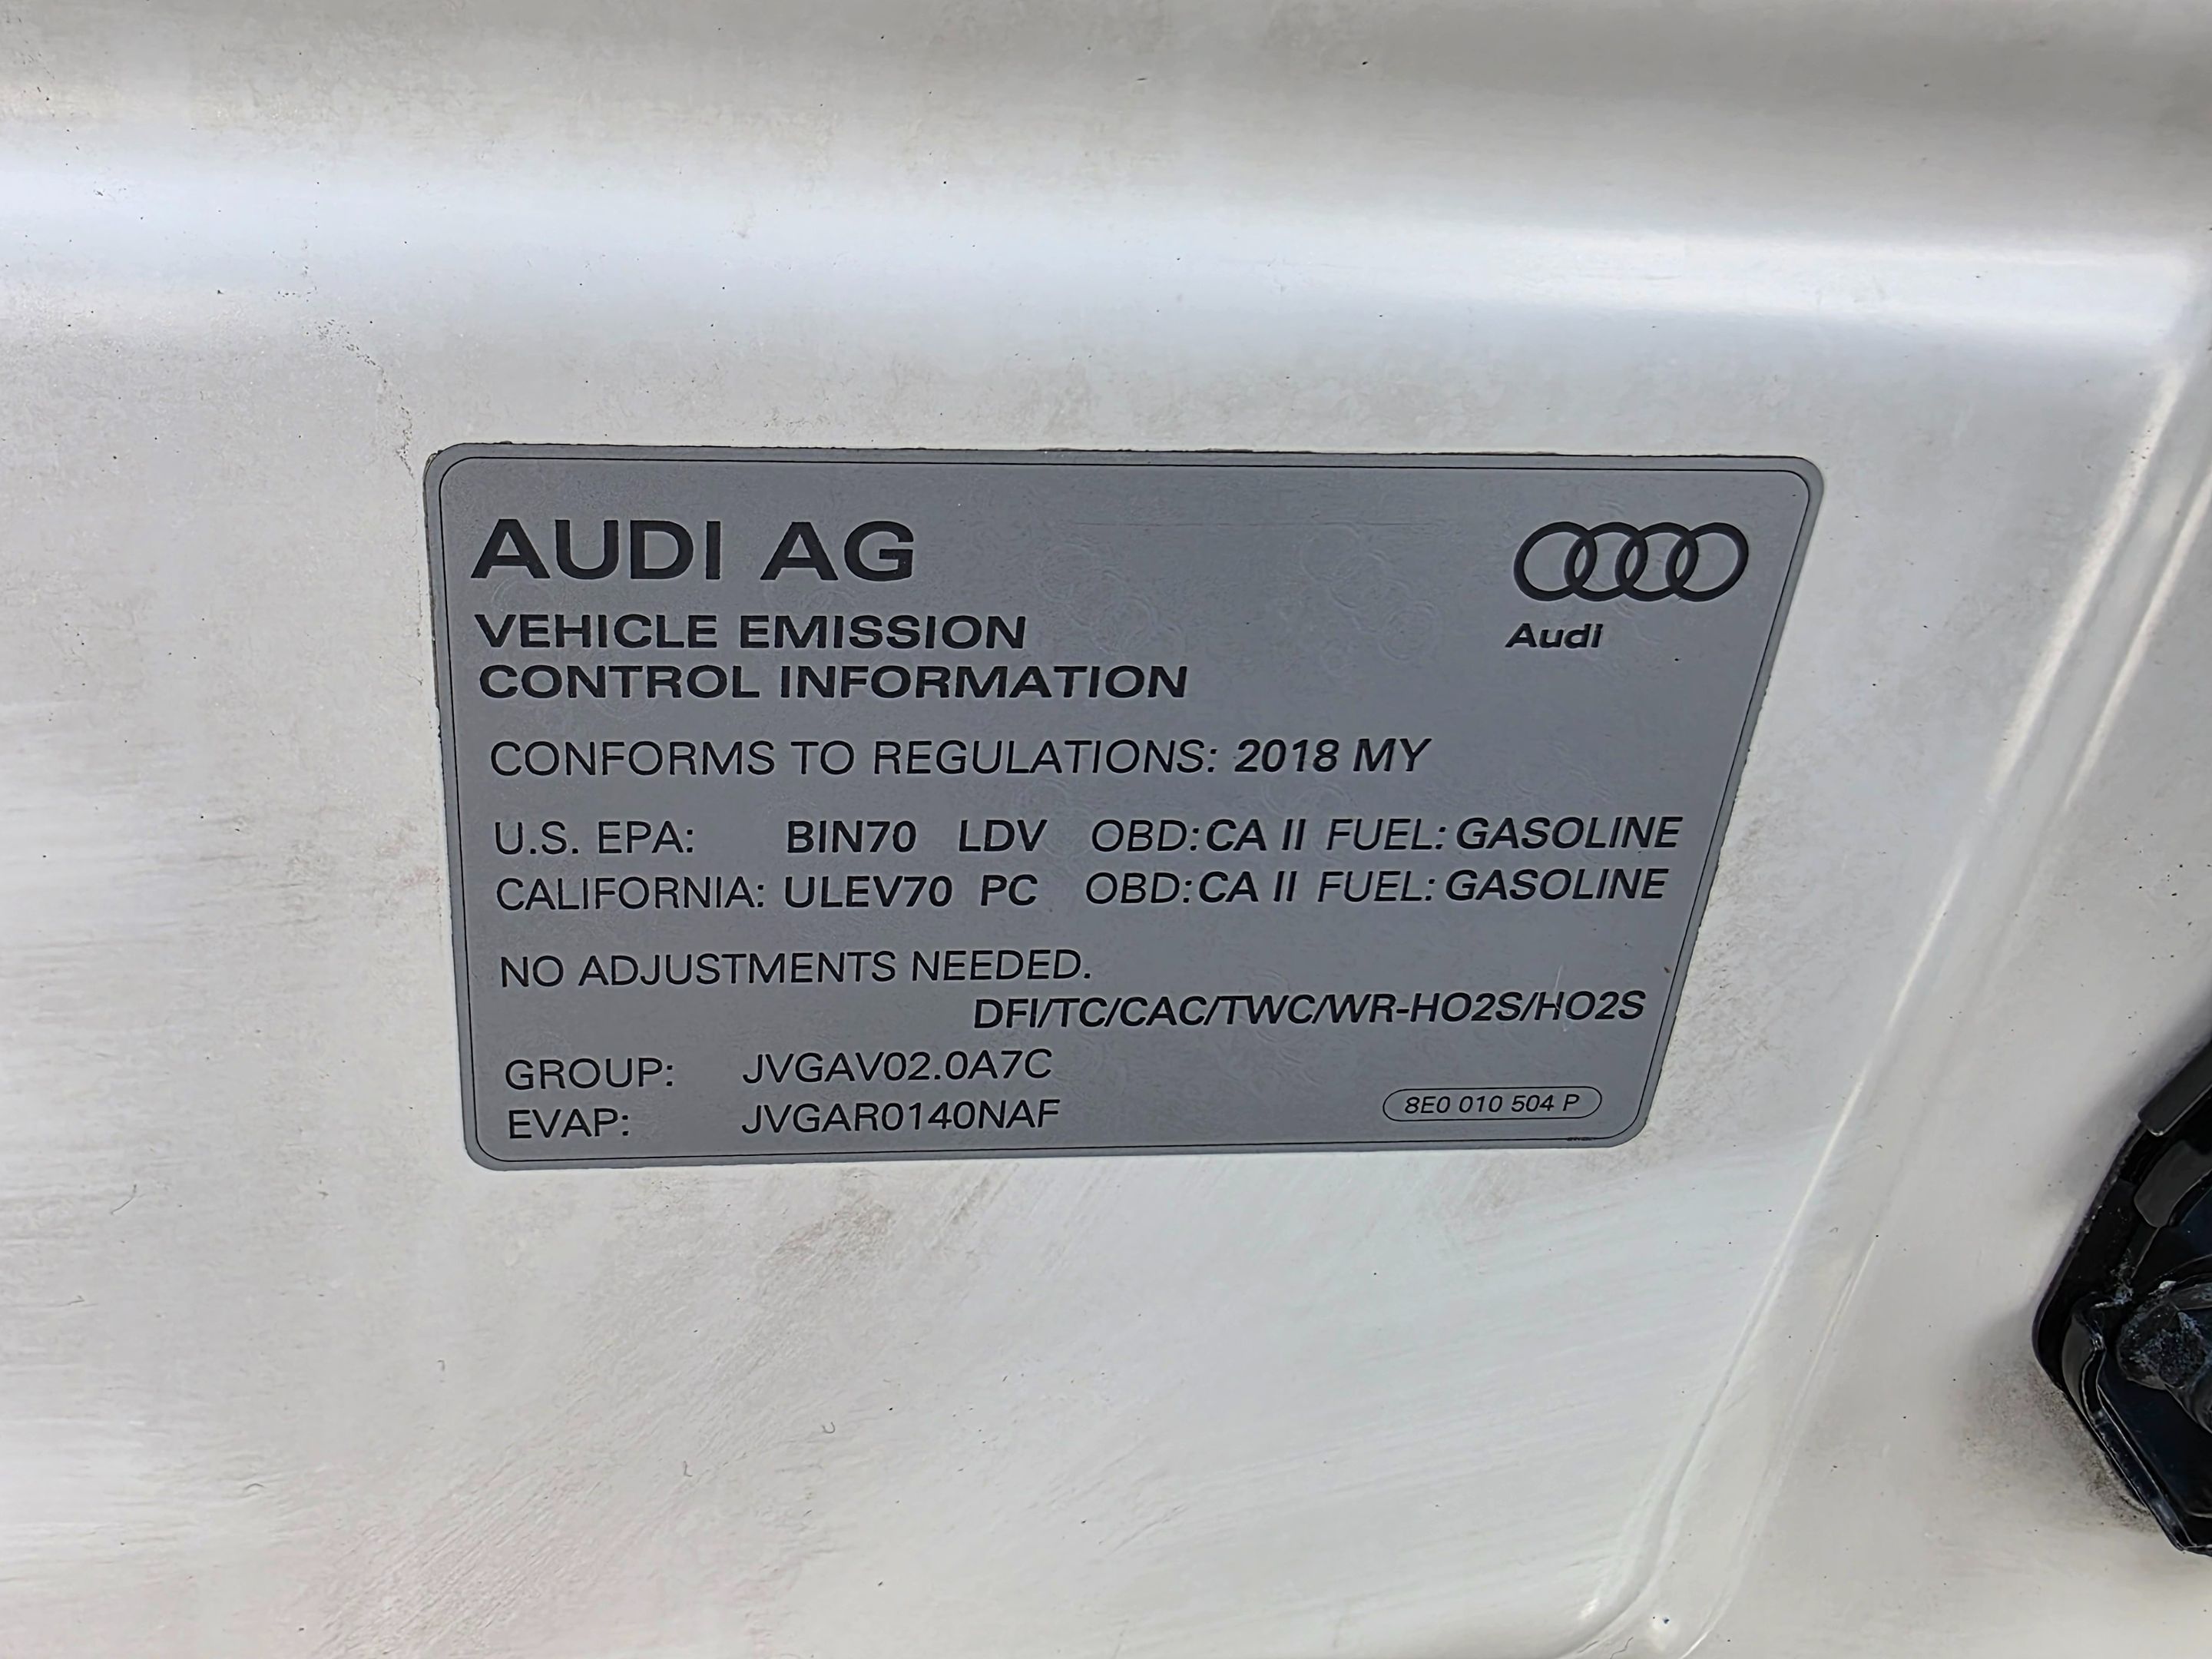 AUDI AG
Audi
VEHICLE EMISSION
CONTROL INFORMATION
CONFORMS TO REGULATIONS: 2018 MY
U.S. EPA: BIN70 LDV OBD: CA II FUEL: GASOLINE
CALIFORNIA: ULEV70 PC OBD: CA II FUEL: GASOLINE
NO ADJUSTMENTS NEEDED.
DFI/TC/CAC/TWC/WR-HO2S/HO2S
GROUP: JVGAV02.0A7C
EVAP: JVGAR0140NAF
8E0 010 504 P